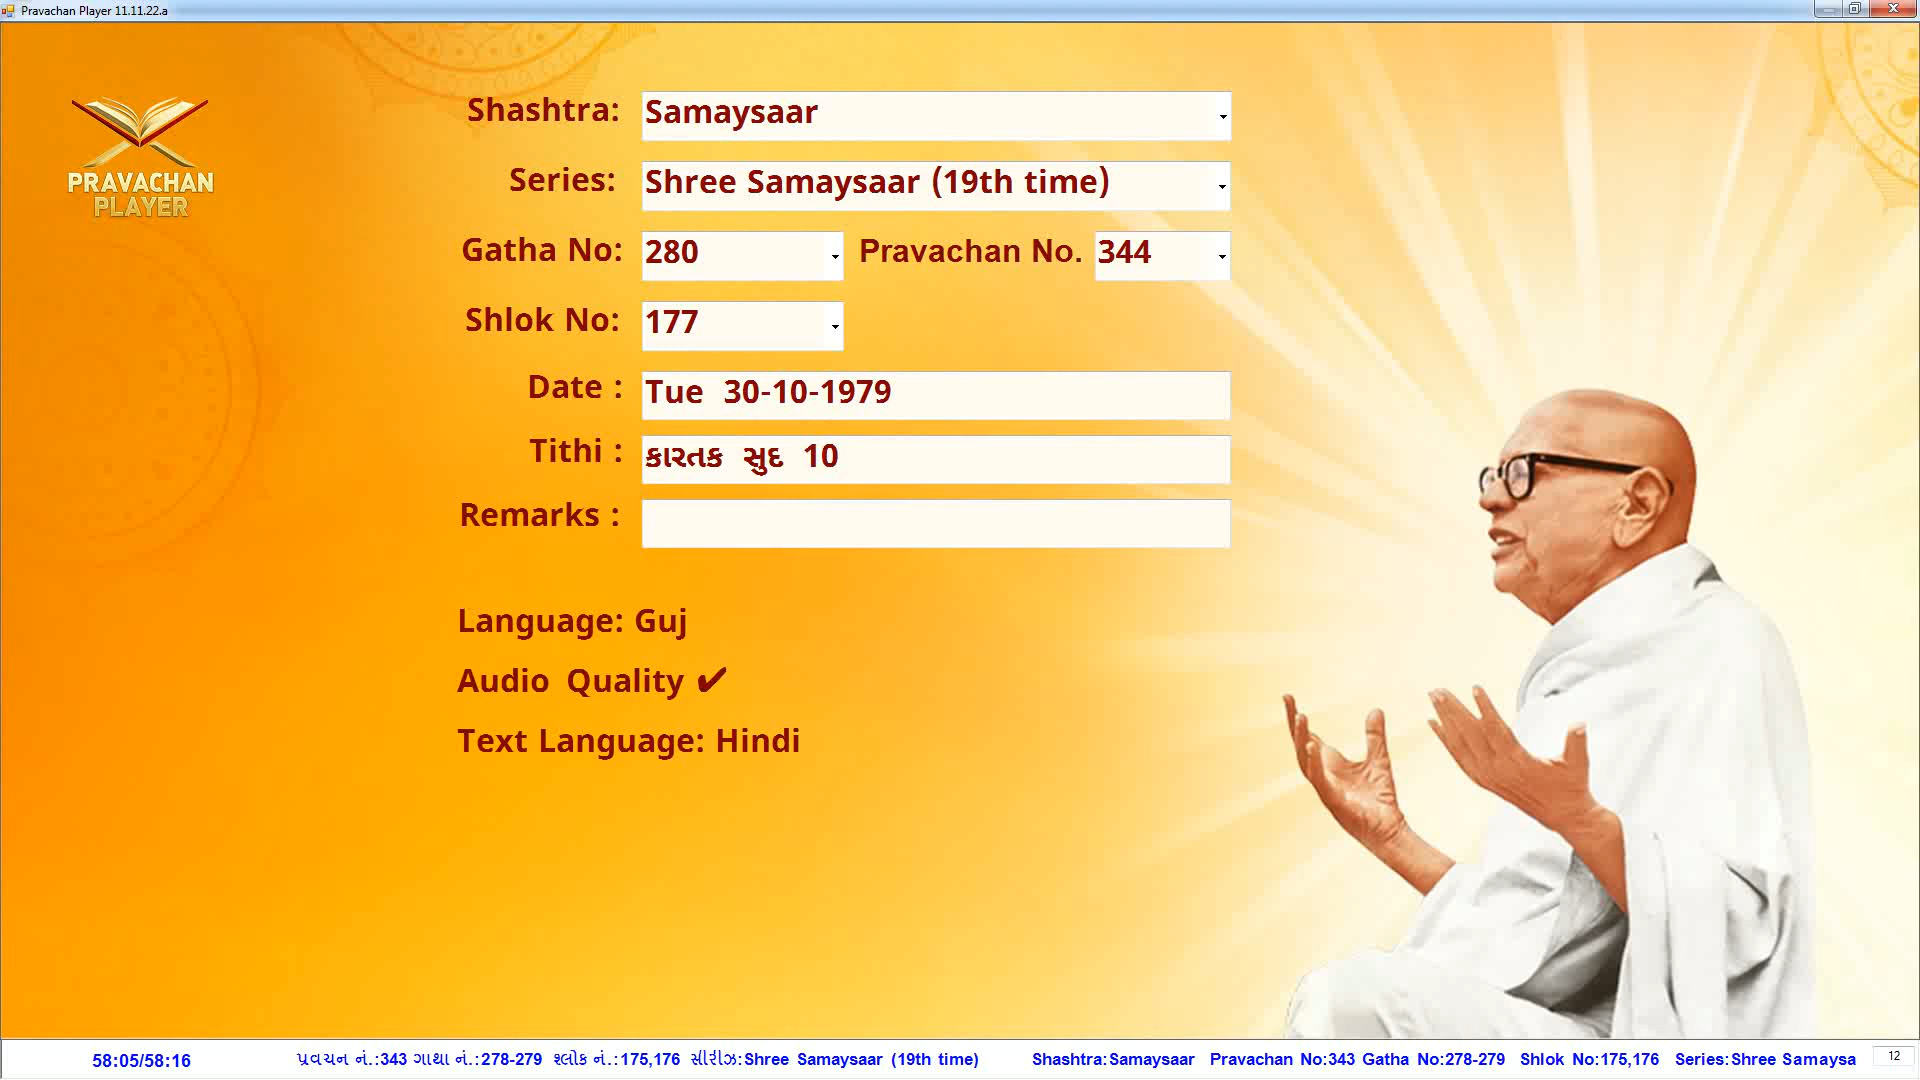 Pravachan Player 11.11.22.a
PRAVACHAN
PLAYER
Shashtra: Samaysaar
Series: Shree Samaysaar (19th time)
Gatha No: 280 Pravachan No. 344
Shlok No: 177
Date : Tue 30-10-1979
Tithi : કારતક સુદ 10
Remarks :
Language: Guj
Audio Quality ✔
Text Language: Hindi
58:05/58:16 પ્રવચન નં.:343 ગાથા નં.:278-279 શ્લોક નં.:175,176 સીરીઝ:Shree Samaysaar (19th time) Shashtra:Samaysaar Pravachan No:343 Gatha No:278-279 Shlok No:175,176 Series:Shree Samaysa 12